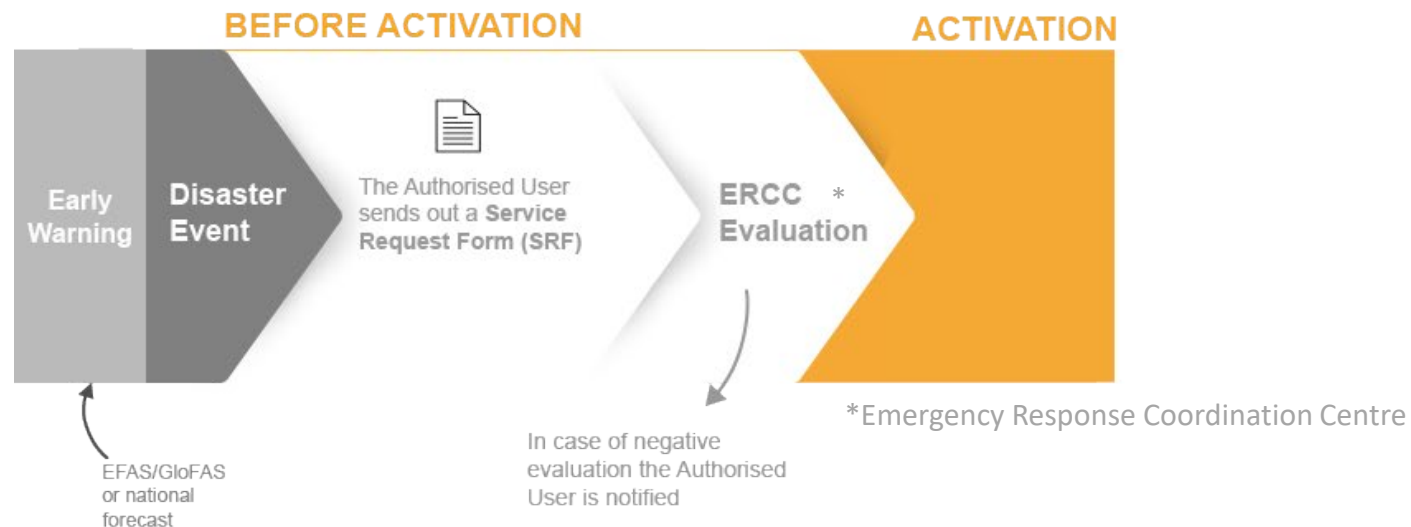 BEFORE ACTIVATION
ACTIVATION
Early
Warning
Disaster
Event
The Authorised User
sends out a Service
Request Form (SRF)
ERCC *
Evaluation
*Emergency Response Coordination Centre
EFAS/GloFAS
or national
forecast
In case of negative
evaluation the Authorised
User is notified